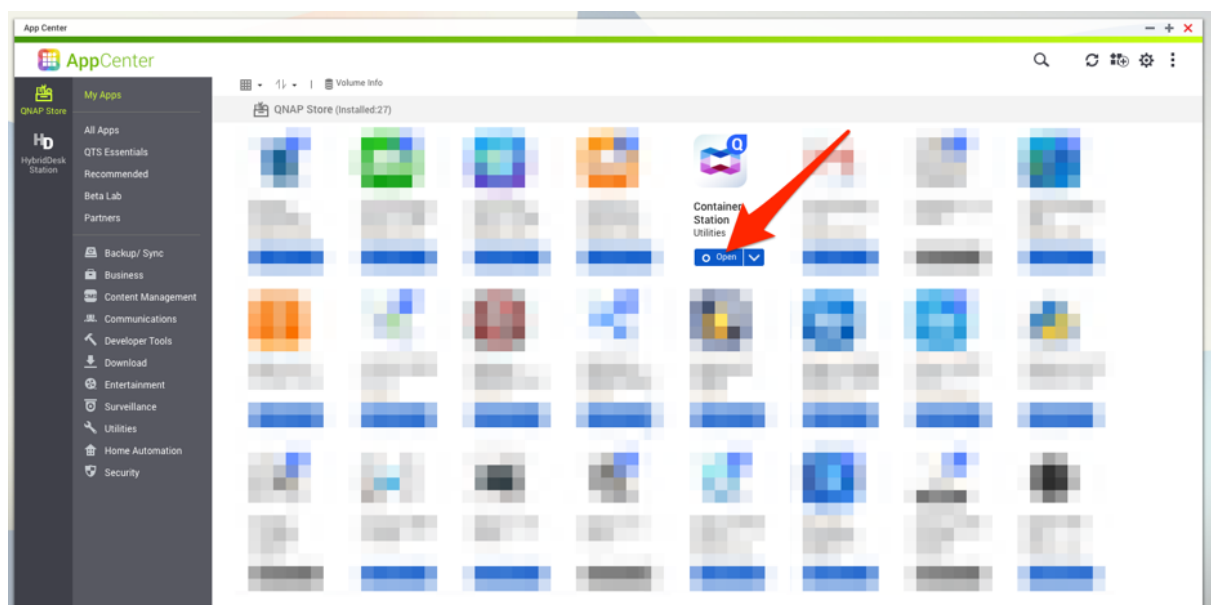 App Center
AppCenter
Volume Info
QNAP Store
HD
HybridDesk
Station
My Apps
All Apps
QTS Essentials
Recommended
Beta Lab
Partners
Backup/ Sync
Business
Content Management
Communications
Developer Tools
Download
Entertainment
Surveillance
Utilities
Home Automation
Security
QNAP Store (Installed:27)
Q
Container
Station
Utilities
Open